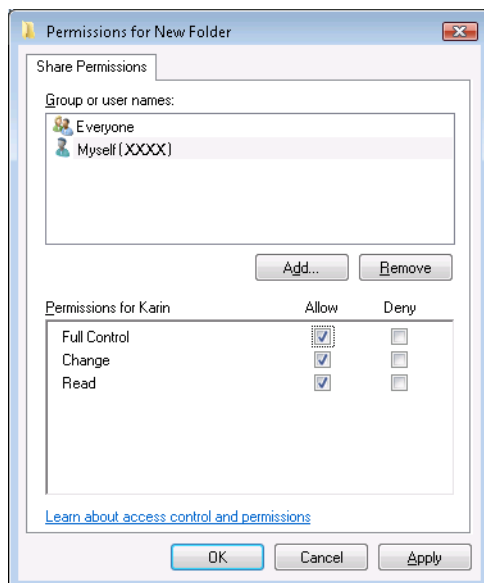 Permissions for New Folder
Share Permissions
Group or user names:
Everyone
Myself(XXXX)
Add... Remove
Permissions for Karin Allow Deny
Full Control
Change
Read
Learn about access control and permissions
OK Cancel Apply